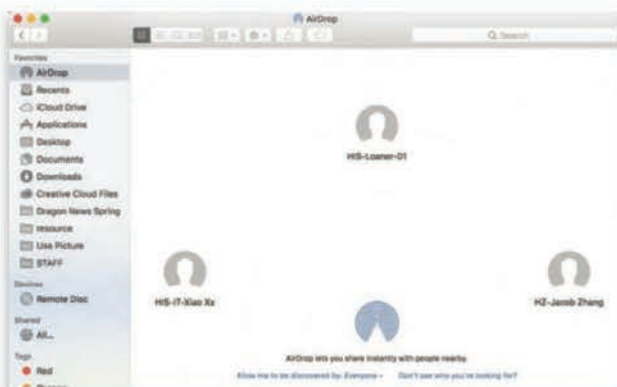 AirDrop
Search
Favorites
AirDrop
Recents
iCloud Drive
Applications
Desktop
Documents
Downloads
Creative Cloud Files
Dragon News Spring
resource
Use Picture
STAFF
Devices
Remote Disc
Shared
All...
Tags
Red
HIS-Loaner-01
HIS-IT-Xiao Xx
HZ-Jacob Zhang
AirDrop lets you share instantly with people nearby.
Allow me to be discovered by: Everyone Don't see who you're looking for?